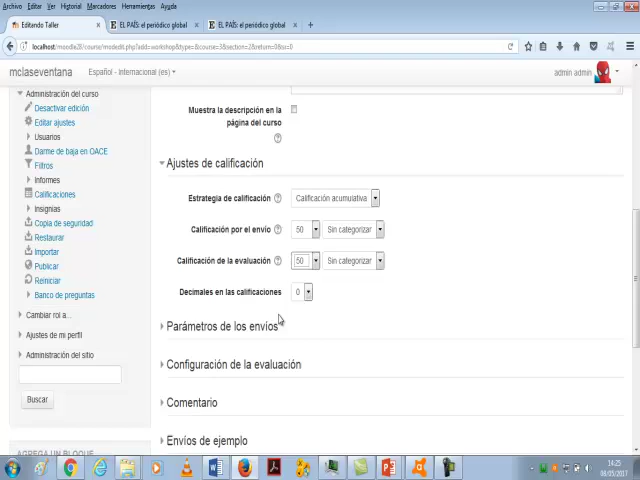 Archivo Editar Ver Historial Marcadores Herramientas Ayuda
Editando Taller
EL PAÍS: el periódico global
EL PAÍS: el periódico global
localhost/moodle28/course/modedit.php?add=workshop&type=&course=3&section=2&return=0&sr=0
mclaseventana
Español - Internacional (es)
admin admin
Administración del curso
Desactivar edición
Editar ajustes
Usuarios
Darme de baja en OACE
Filtros
Informes
Calificaciones
Insignias
Copia de seguridad
Restaurar
Importar
Publicar
Reiniciar
Banco de preguntas
Cambiar rol a...
Ajustes de mi perfil
Administración del sitio
Buscar
AGREGA UN BLOQUE
Muestra la descripción en la
página del curso
Ajustes de calificación
Estrategia de calificación
Calificación acumulativa
Calificación por el envío
50
Sin categorizar
Calificación de la evaluación
50
Sin categorizar
Decimales en las calificaciones
0
Parámetros de los envíos
Configuración de la evaluación
Comentario
Envíos de ejemplo
14:25
08/05/2017